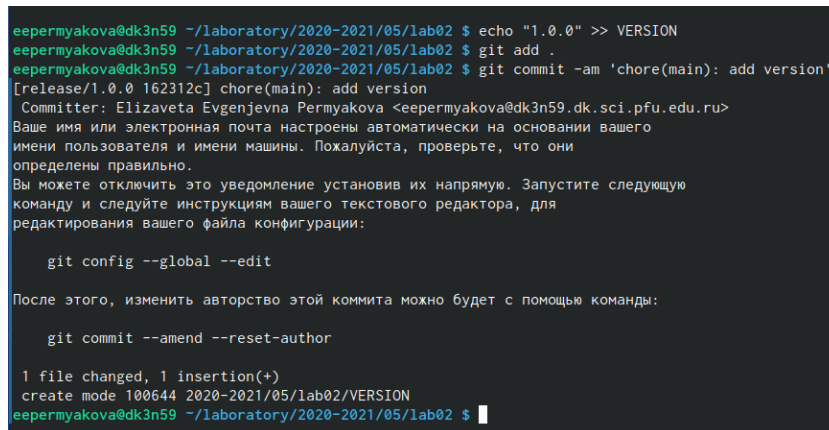 eepermyakova@dk3n59 ~/laboratory/2020-2021/05/lab02 $ echo "1.0.0" >> VERSION
eepermyakova@dk3n59 ~/laboratory/2020-2021/05/lab02 $ git add .
eepermyakova@dk3n59 ~/laboratory/2020-2021/05/lab02 $ git commit -am 'chore(main): add version'
[release/1.0.0 162312c] chore(main): add version
Committer: Elizaveta Evgenjevna Permyakova <eepermyakova@dk3n59.dk.sci.pfu.edu.ru>
Ваше имя или электронная почта настроены автоматически на основании вашего
имени пользователя и имени машины. Пожалуйста, проверьте, что они
определены правильно.
Вы можете отключить это уведомление установив их напрямую. Запустите следующую
команду и следуйте инструкциям вашего текстового редактора, для
редактирования вашего файла конфигурации:
git config --global --edit
После этого, изменить авторство этой коммита можно будет с помощью команды:
git commit --amend --reset-author
1 file changed, 1 insertion(+)
create mode 100644 2020-2021/05/lab02/VERSION
eepermyakova@dk3n59 ~/laboratory/2020-2021/05/lab02 $